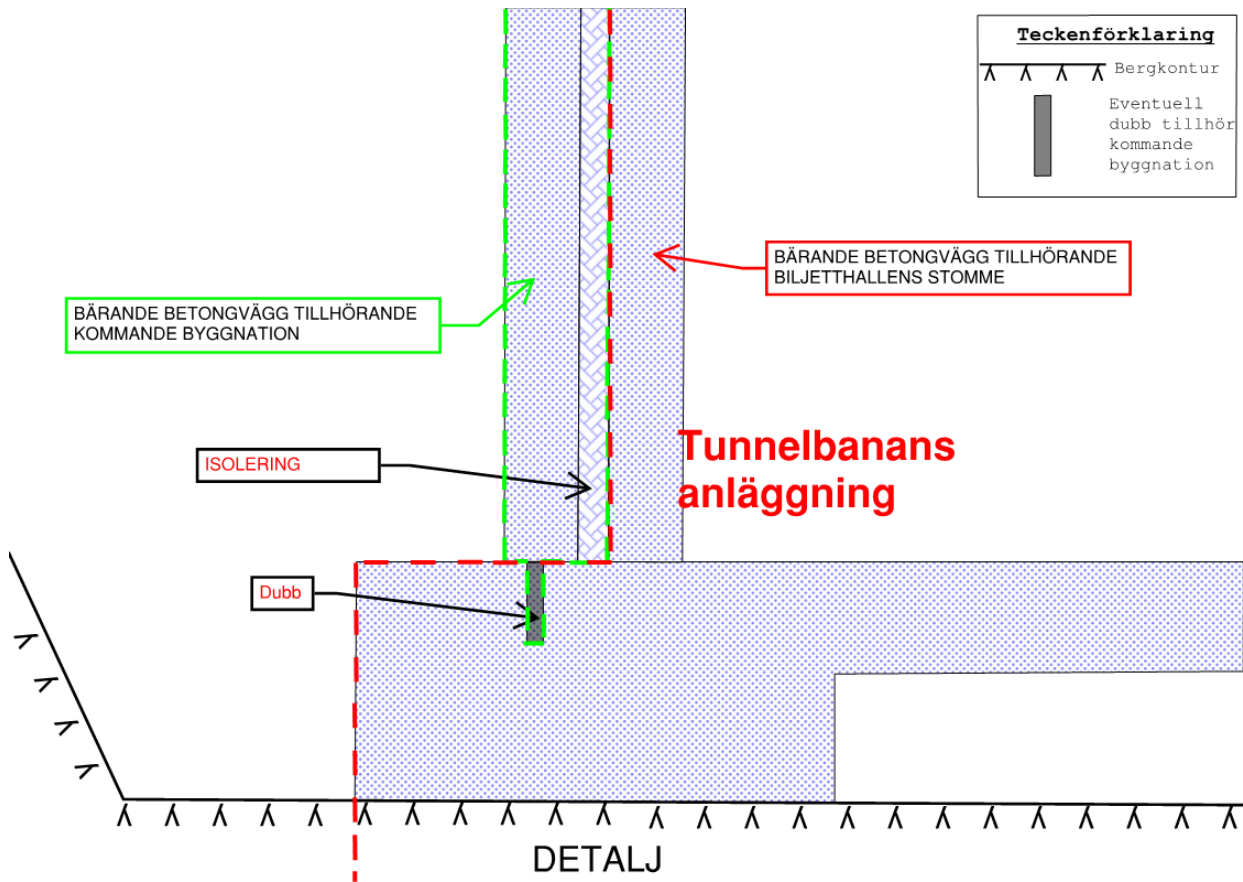 Teckenförklaring
Bergkontur
Eventuell
dubb tillhör
kommande
byggnation
BÄRANDE BETONGVÄGG TILLHÖRANDE
BILJETTHALLENS STOMME
BÄRANDE BETONGVÄGG TILLHÖRANDE
KOMMANDE BYGGNATION
Tunnelbanans
anläggning
ISOLERING
Dubb
DETALJ